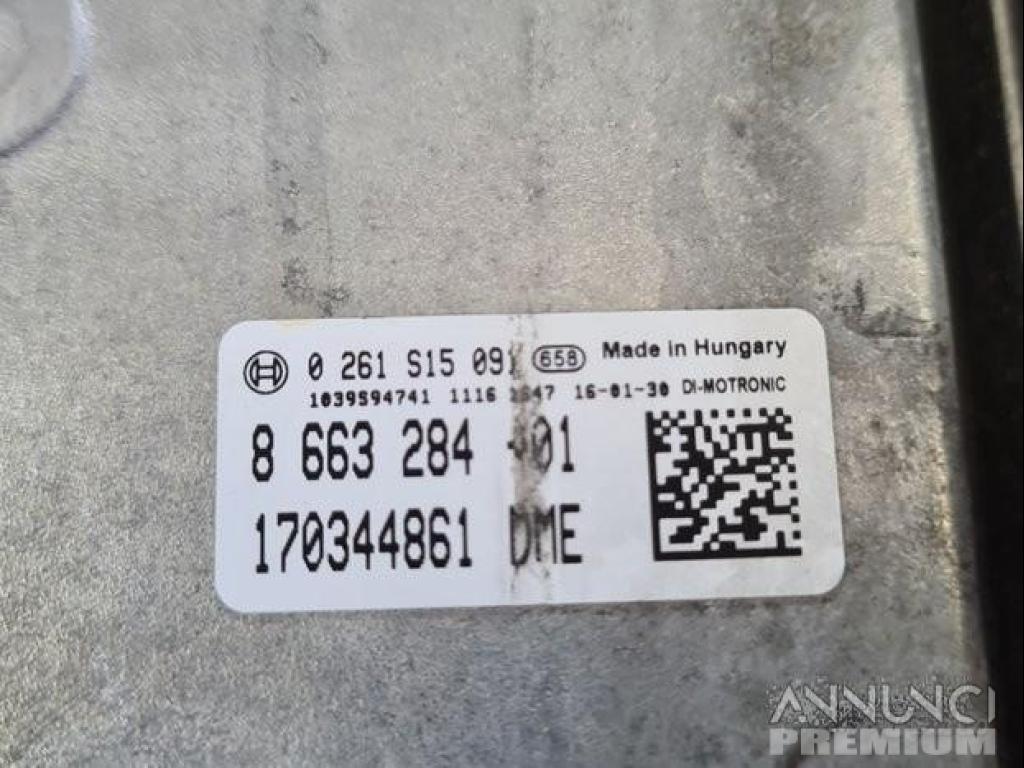 0 261 S15 09 658 Made in Hungary
1039S94741 1116 16-01-30 DI-MOTRONIC
8 663 284 -01
170344861 DME
ANNUNCI
PREMIUM